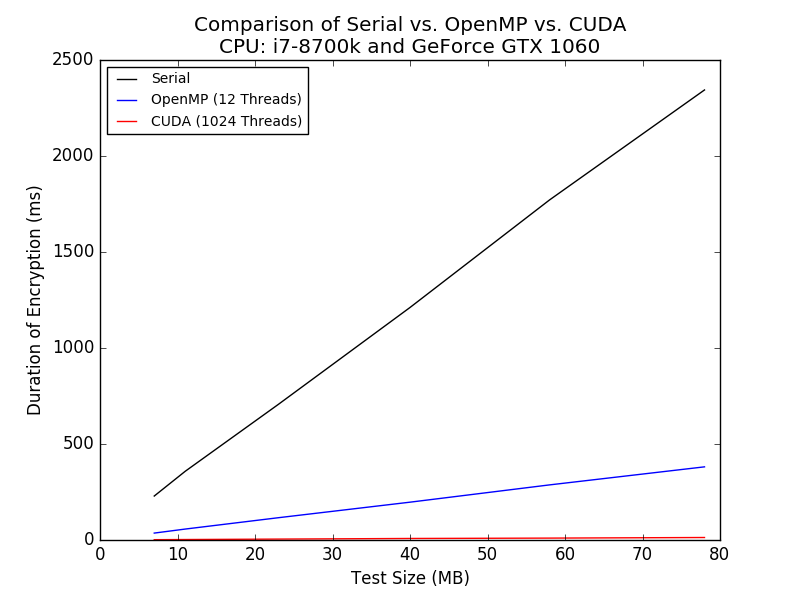 Comparison of Serial vs. OpenMP vs. CUDA
CPU: i7-8700k and GeForce GTX 1060
Serial
OpenMP (12 Threads)
CUDA (1024 Threads)
Duration of Encryption (ms)
2500
2000
1500
1000
500
0
0 10 20 30 40 50 60 70 80
Test Size (MB)